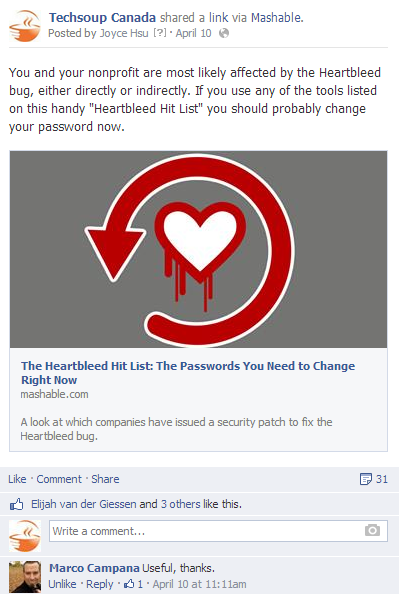 Techsoup Canada shared a link via Mashable.
Posted by Joyce Hsu [?] · April 10
You and your nonprofit are most likely affected by the Heartbleed
bug, either directly or indirectly. If you use any of the tools listed
on this handy "Heartbleed Hit List" you should probably change
your password now.
The Heartbleed Hit List: The Passwords You Need to Change
Right Now
mashable.com
A look at which companies have issued a security patch to fix the
Heartbleed bug.
Like · Comment · Share 31
Elijah van der Giessen and 3 others like this.
Write a comment...
Marco Campana Useful, thanks.
Unlike · Reply · 1 · April 10 at 11:11am